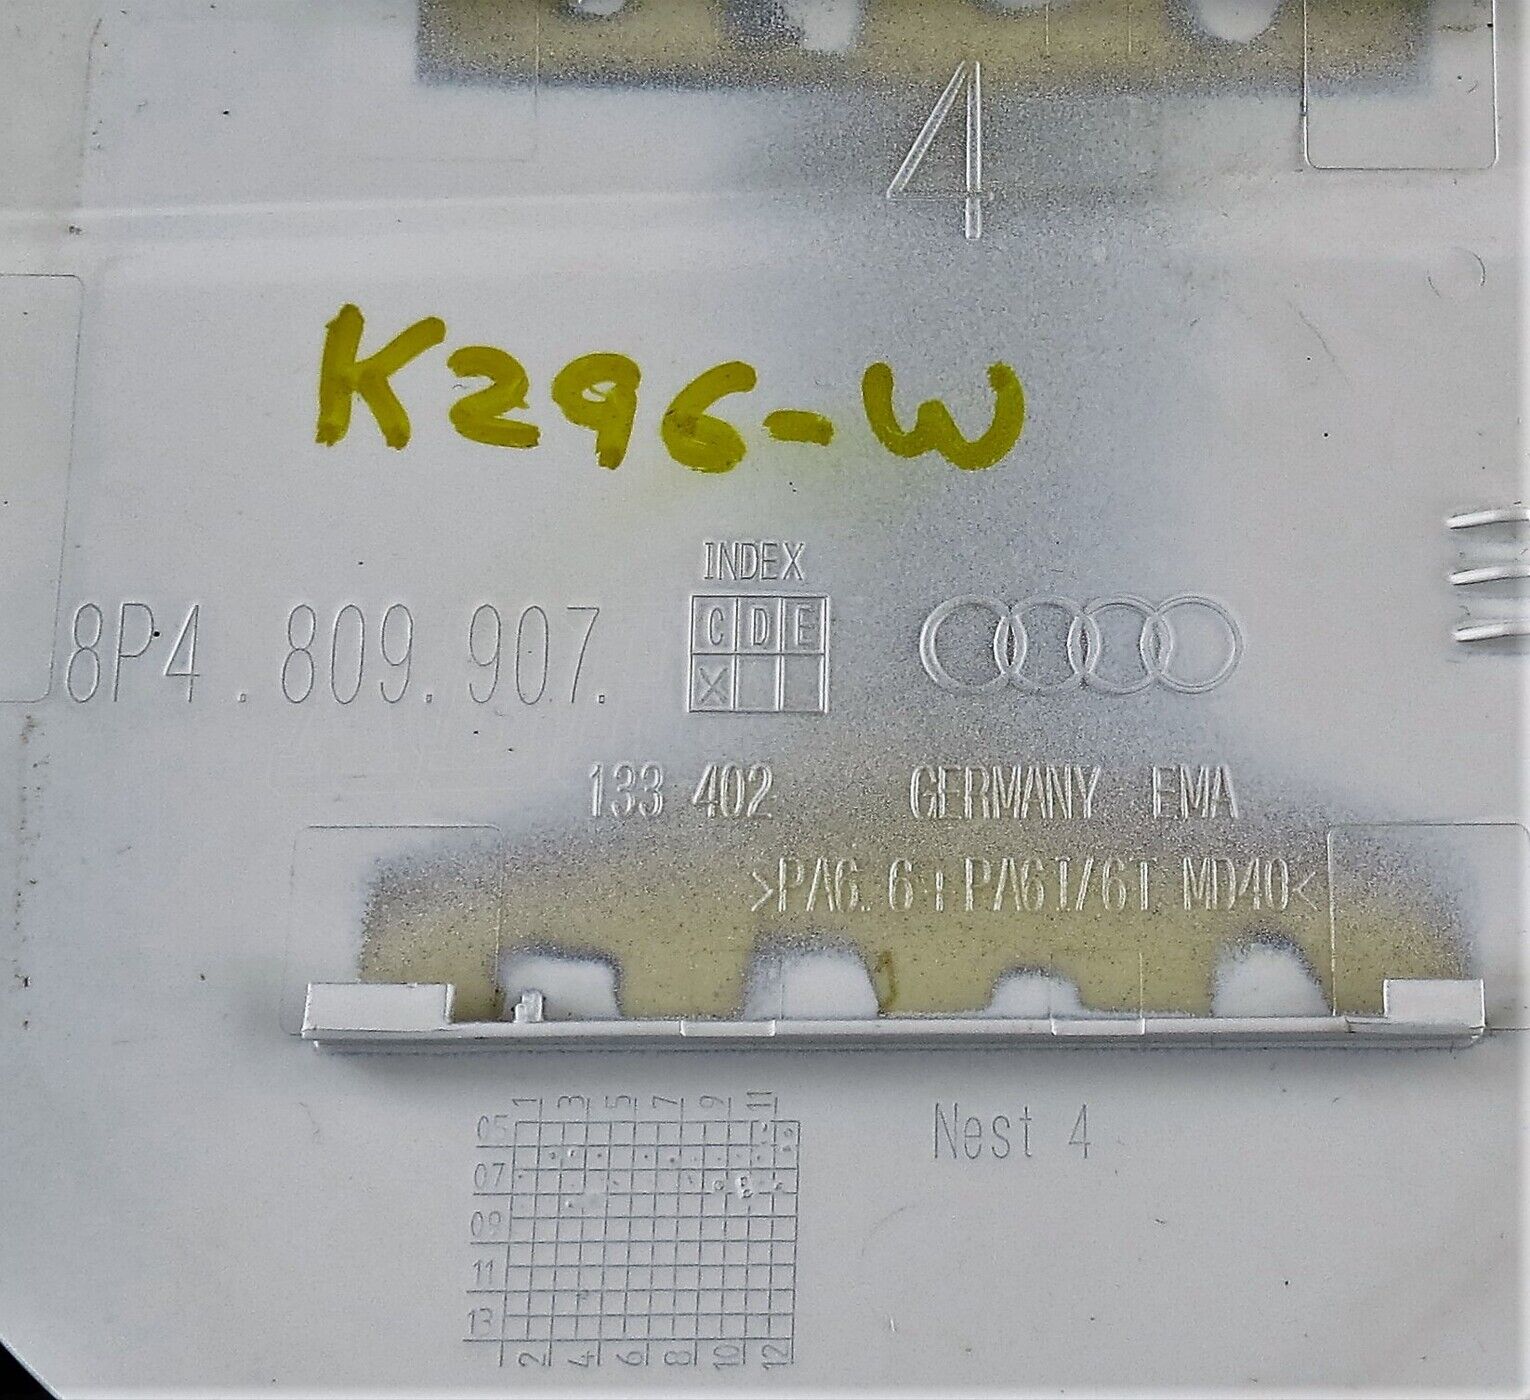 4
K296-W
INDEX
8P4.809.907. C D E
X
133 402 GERMANY EMA
>PA6.6+PA6T/6T MD40<
1 3 5 7 9 11
05
07
09
11
13
2 4 6 8 10 12
Nest 4